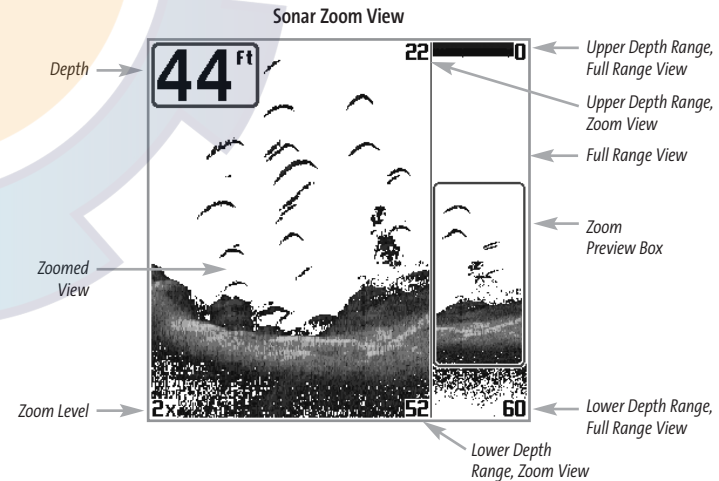 Sonar Zoom View
Depth
44 Ft
22
0
Upper Depth Range,
Full Range View
Upper Depth Range,
Zoom View
Full Range View
Zoom
Preview Box
Zoomed
View
Zoom Level
2x
52
60
Lower Depth Range,
Full Range View
Lower Depth
Range, Zoom View